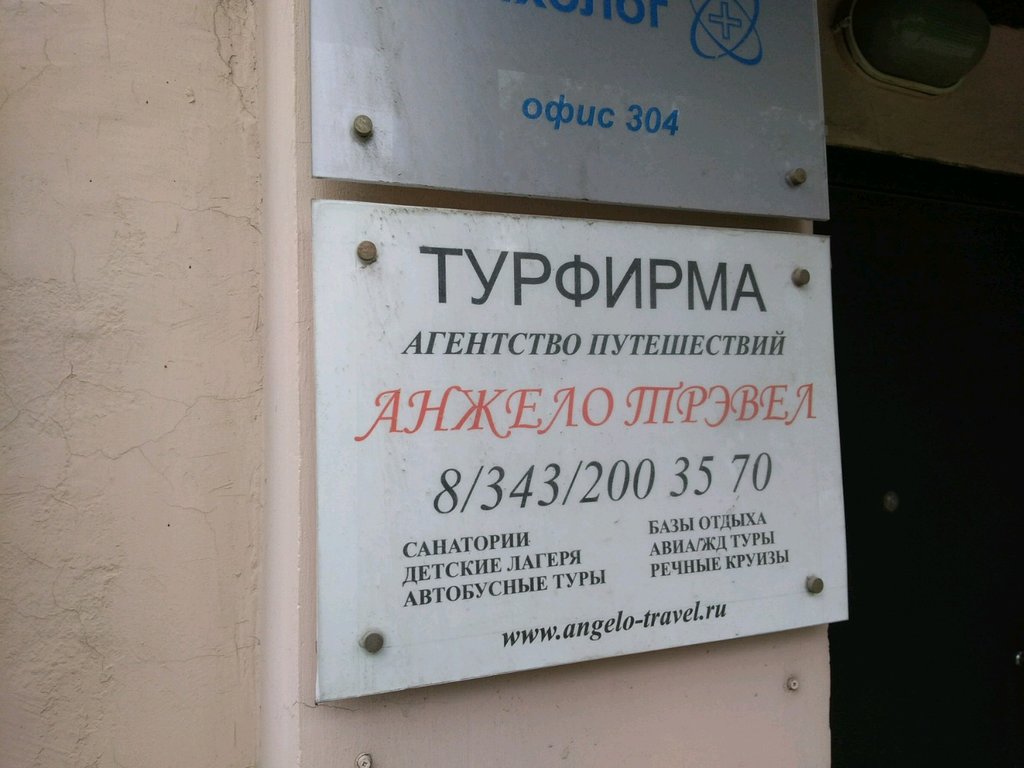 офис 304
ТУРФИРМА
АГЕНТСТВО ПУТЕШЕСТВИЙ
АНЖЕЛО ТРЭВЕЛ
8/343/200 35 70
САНАТОРИИ
ДЕТСКИЕ ЛАГЕРЯ
АВТОБУСНЫЕ ТУРЫ
БАЗЫ ОТДЫХА
АВИА/ЖД ТУРЫ
РЕЧНЫЕ КРУИЗЫ
www.angelo-travel.ru